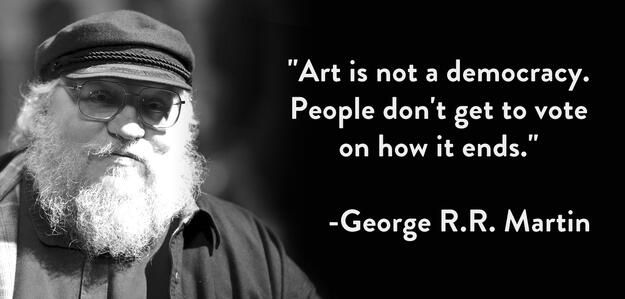 "Art is not a democracy.
People don't get to vote
on how it ends."
-George R.R. Martin